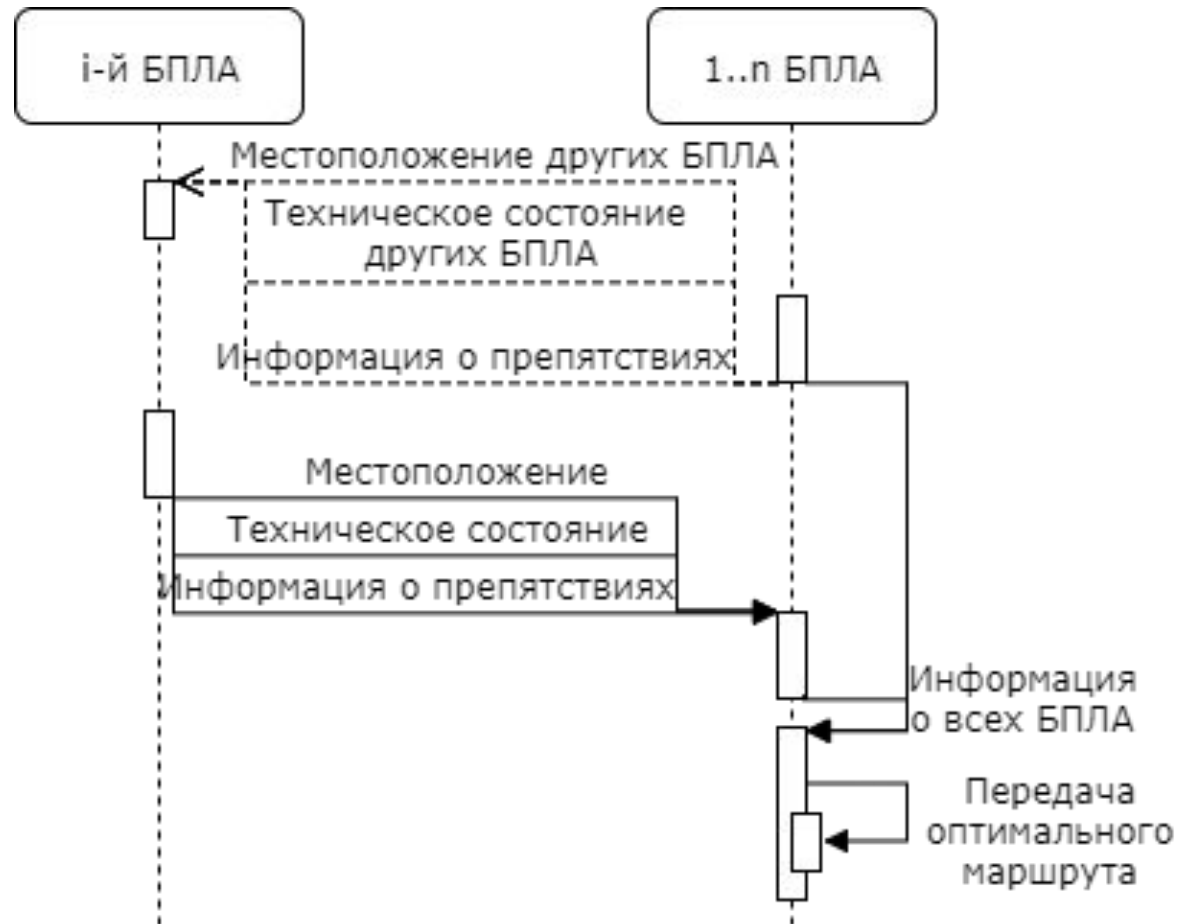 i-й БПЛА
1..n БПЛА
Местоположение других БПЛА
Техническое состояние
других БПЛА
Информация о препятствиях
Местоположение
Техническое состояние
Информация о препятствиях
Информация
о всех БПЛА
Передача
оптимального
маршрута